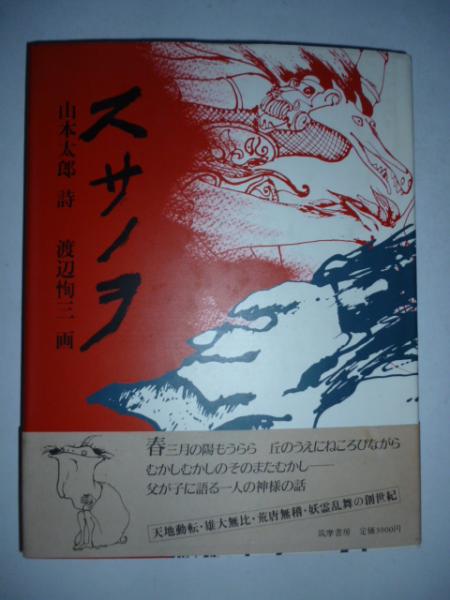 スサノヲ
山本太郎 詩 渡辺恂三 画
春三月の陽もうらら 丘のうえにねころびながら
むかしむかしのそのまたむかし――
父が子に語る一人の神様の話
天地動転・雄大無比・荒唐無稽・妖霊乱舞の創世紀
筑摩書房 定価3900円